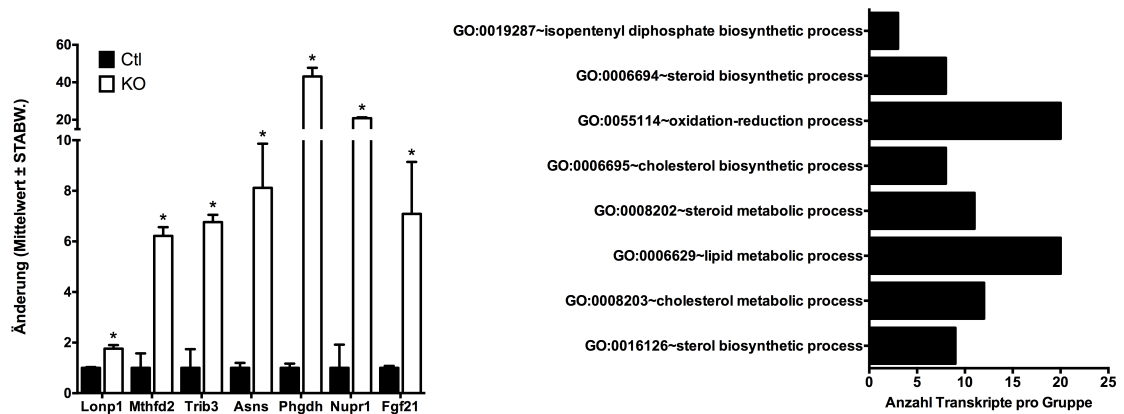 Änderung (Mittelwert ± STABW.)
60
40
20
10
8
6
4
2
0
Ctl
KO
*
*
*
*
*
*
*
Lonp1 Mthfd2 Trib3 Asns Phgdh Nupr1 Fgf21
GO:0019287~isopentenyl diphosphate biosynthetic process
GO:0006694~steroid biosynthetic process
GO:0055114~oxidation-reduction process
GO:0006695~cholesterol biosynthetic process
GO:0008202~steroid metabolic process
GO:0006629~lipid metabolic process
GO:0008203~cholesterol metabolic process
GO:0016126~sterol biosynthetic process
0 5 10 15 20 25
Anzahl Transkripte pro Gruppe